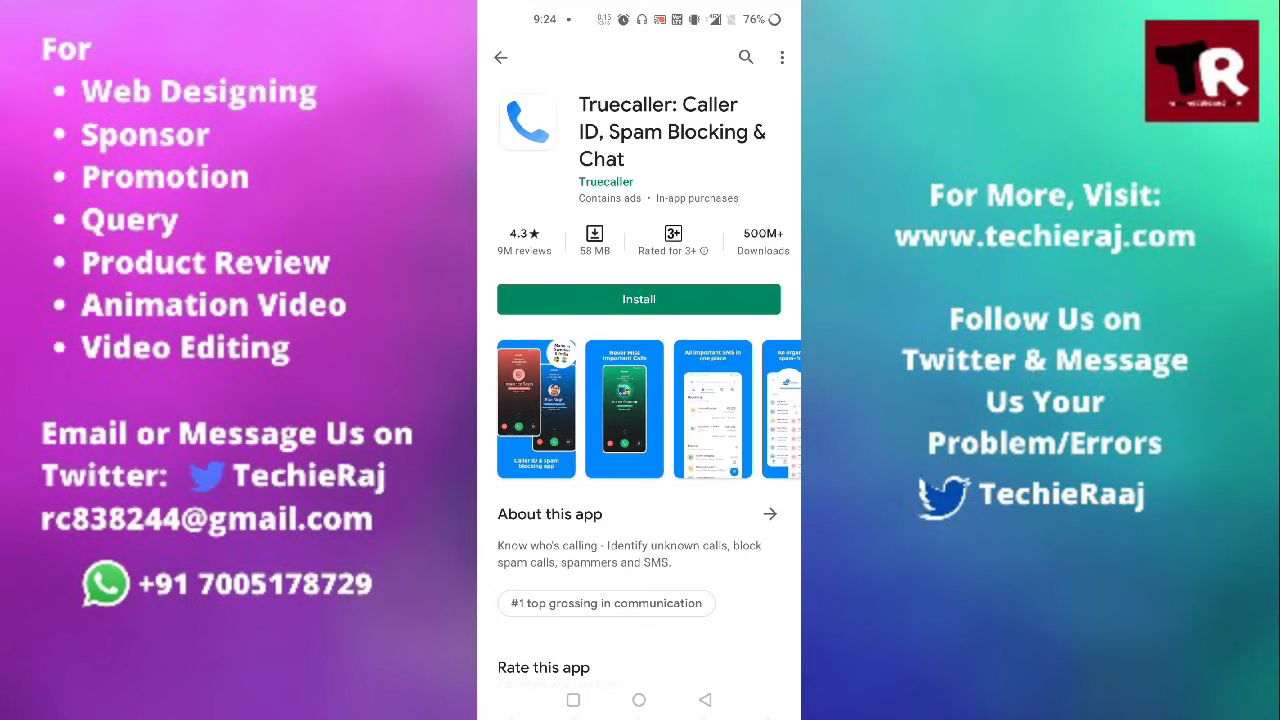 For
• Web Designing
• Sponsor
• Promotion
• Query
• Product Review
• Animation Video
• Video Editing
Email or Message Us on
Twitter: TechieRaj
rc838244@gmail.com
+91 7005178729
9:24 •
0.15
76%
Truecaller: Caller
ID, Spam Blocking &
Chat
Truecaller
Contains ads • In-app purchases
4.3★
9M reviews
58 MB
3+
Rated for 3+
500M+
Downloads
Install
Caller ID & spam
blocking app
Never Miss
Important Calls
All important SMS in
one place
About this app
Know who's calling - Identify unknown calls, block
spam calls, spammers and SMS.
#1 top grossing in communication
Rate this app
TR
For More, Visit:
www.techieraj.com
Follow Us on
Twitter & Message
Us Your
Problem/Errors
TechieRaaj